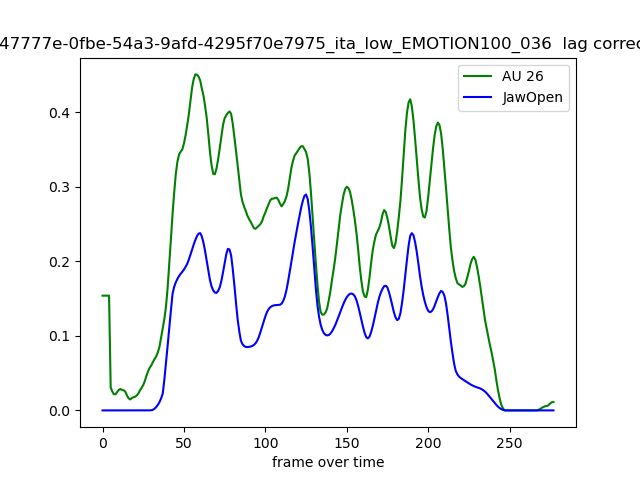 47777e-0fbe-54a3-9afd-4295f70e7975_ita_low_EMOTION100_036 lag correc
AU 26
JawOpen
0.4
0.3
0.2
0.1
0.0
0
50
100
150
200
250
frame over time